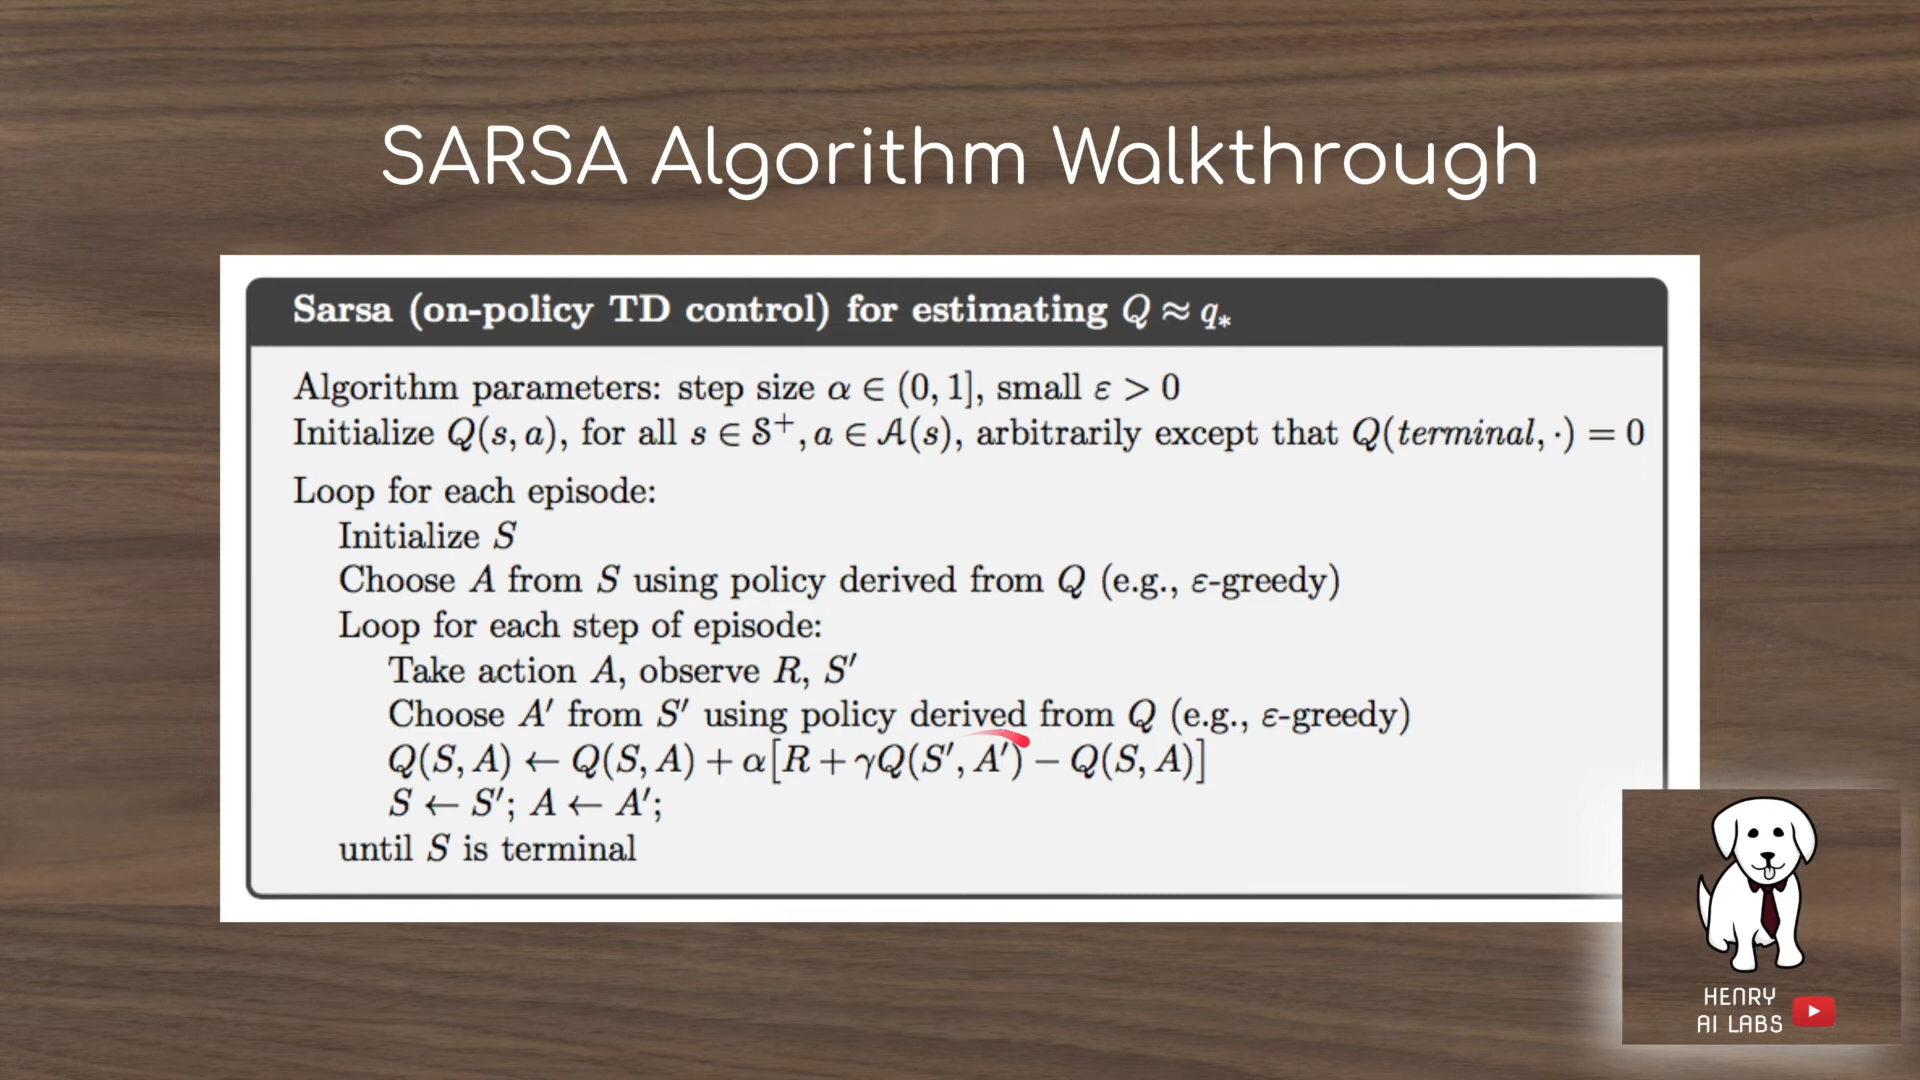 SARSA Algorithm Walkthrough
Sarsa (on-policy TD control) for estimating Q ≈ q*
Algorithm parameters: step size α ∈ (0, 1], small ε > 0
Initialize Q(s, a), for all s ∈ S⁺, a ∈ A(s), arbitrarily except that Q(terminal, ·) = 0
Loop for each episode:
Initialize S
Choose A from S using policy derived from Q (e.g., ε-greedy)
Loop for each step of episode:
Take action A, observe R, S′
Choose A′ from S′ using policy derived from Q (e.g., ε-greedy)
Q(S, A) ← Q(S, A) + α[R + γQ(S′, A′) − Q(S, A)]
S ← S′; A ← A′;
until S is terminal
HENRY
AI LABS